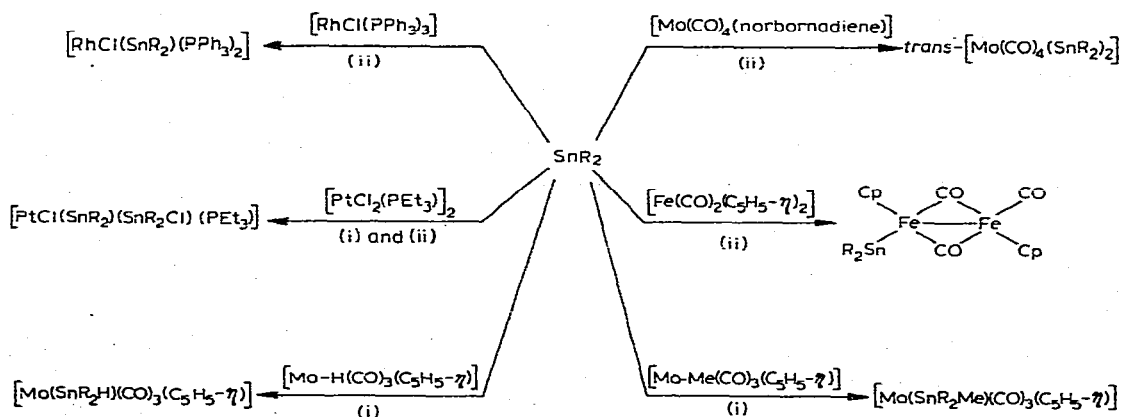 [RhCl(SnR₂)(PPh₃)₂]
[RhCl(PPh₃)₃]
(ii)
[Mo(CO)₄(norbornadiene)]
(ii)
trans-[Mo(CO)₄(SnR₂)₂]
SnR₂
[PtCl(SnR₂)(SnR₂Cl)(PEt₃)]
[PtCl₂(PEt₃)]₂
(i) and (ii)
[Fe(CO)₂(C₅H₅-η)₂]
(ii)
Cp CO CO
Fe Fe
R₂Sn CO Cp
[Mo(SnR₂H)(CO)₃(C₅H₅-η)]
[Mo-H(CO)₃(C₅H₅-η)]
(i)
[Mo-Me(CO)₃(C₅H₅-η)]
(i)
[Mo(SnR₂Me)(CO)₃(C₅H₅-η)]